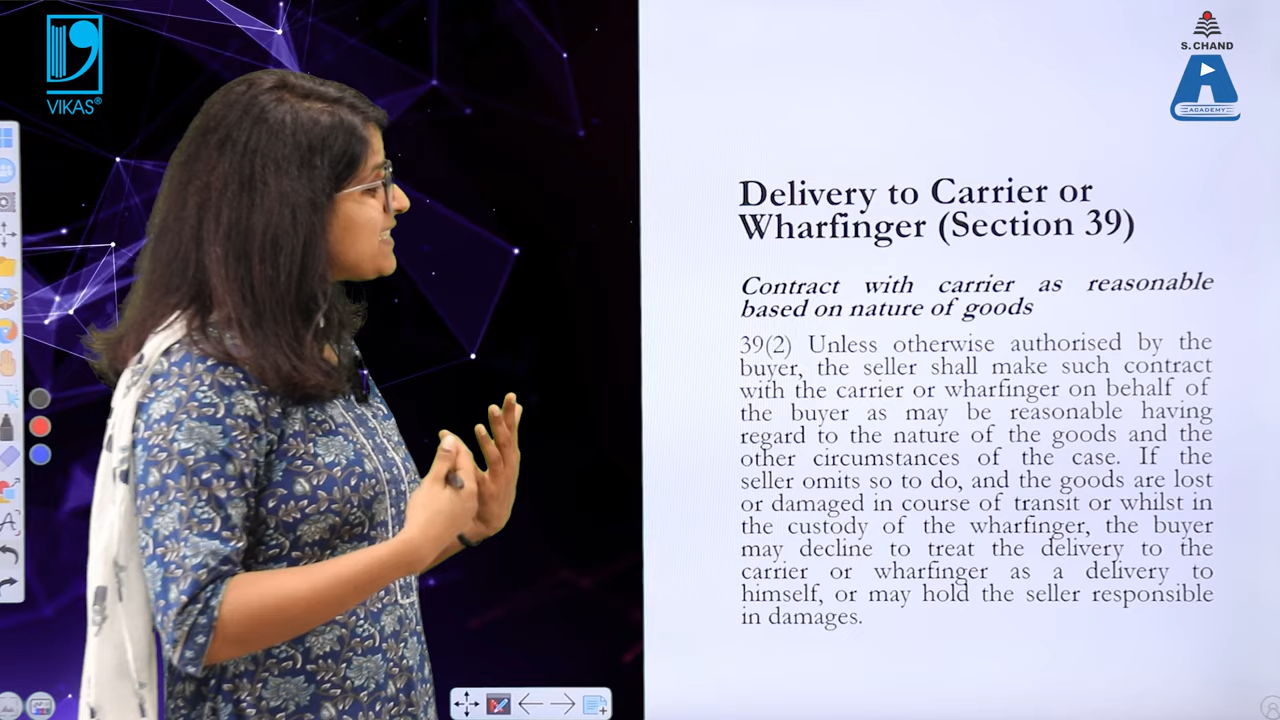 VIKAS®
S. CHAND
ACADEMY
Delivery to Carrier or
Wharfinger (Section 39)
Contract with carrier as reasonable
based on nature of goods
39(2) Unless otherwise authorised by the
buyer, the seller shall make such contract
with the carrier or wharfinger on behalf of
the buyer as may be reasonable having
regard to the nature of the goods and the
other circumstances of the case. If the
seller omits so to do, and the goods are lost
or damaged in course of transit or whilst in
the custody of the wharfinger, the buyer
may decline to treat the delivery to the
carrier or wharfinger as a delivery to
himself, or may hold the seller responsible
in damages.